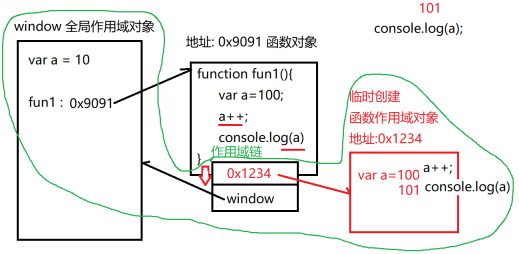 101
console.log(a);
window 全局作用域对象
var a = 10
fun1： 0x9091
地址: 0x9091 函数对象
function fun1(){
var a=100;
a++;
console.log(a)
}
作用域链
0x1234
window
临时创建
函数作用域对象
地址:0x1234
var a=100 a++;
101 console.log(a)